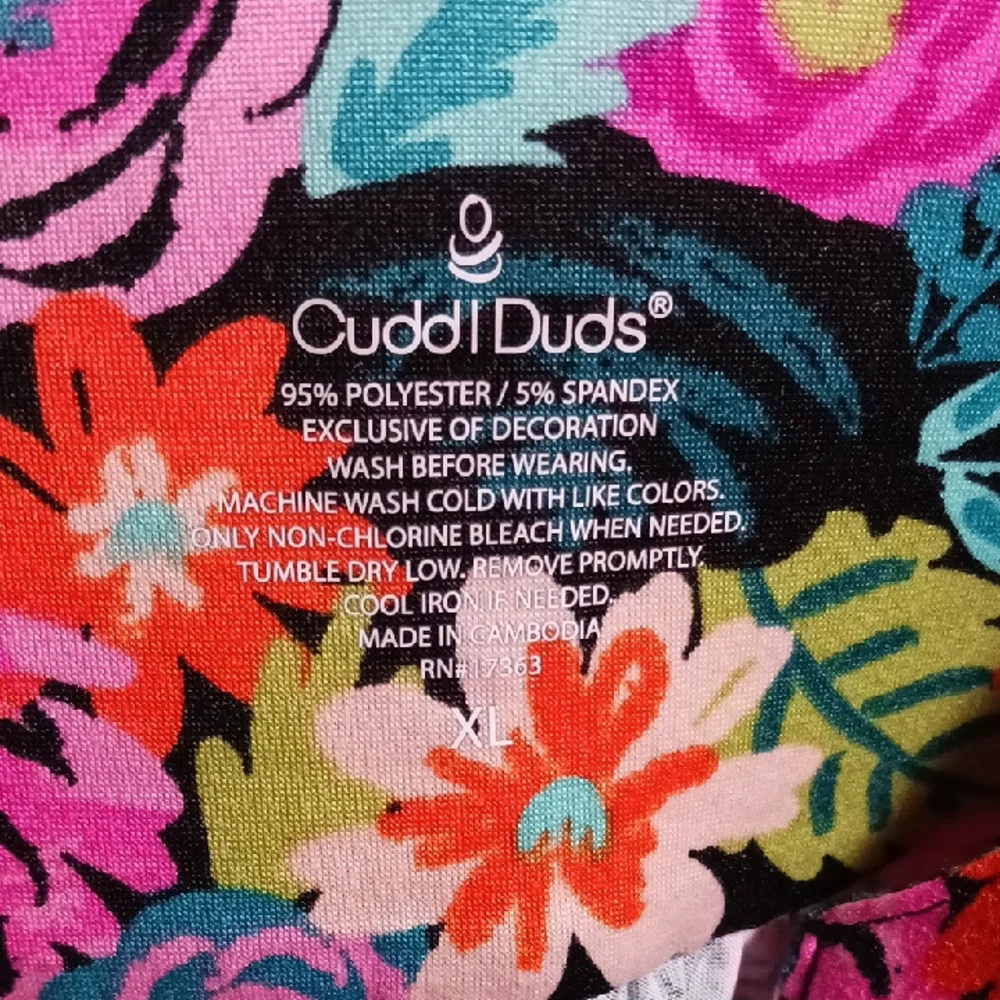 Cuddl Duds®
95% POLYESTER / 5% SPANDEX
EXCLUSIVE OF DECORATION
WASH BEFORE WEARING.
MACHINE WASH COLD WITH LIKE COLORS.
ONLY NON-CHLORINE BLEACH WHEN NEEDED.
TUMBLE DRY LOW. REMOVE PROMPTLY.
COOL IRON IF NEEDED.
MADE IN CAMBODIA
RN#17363
XL